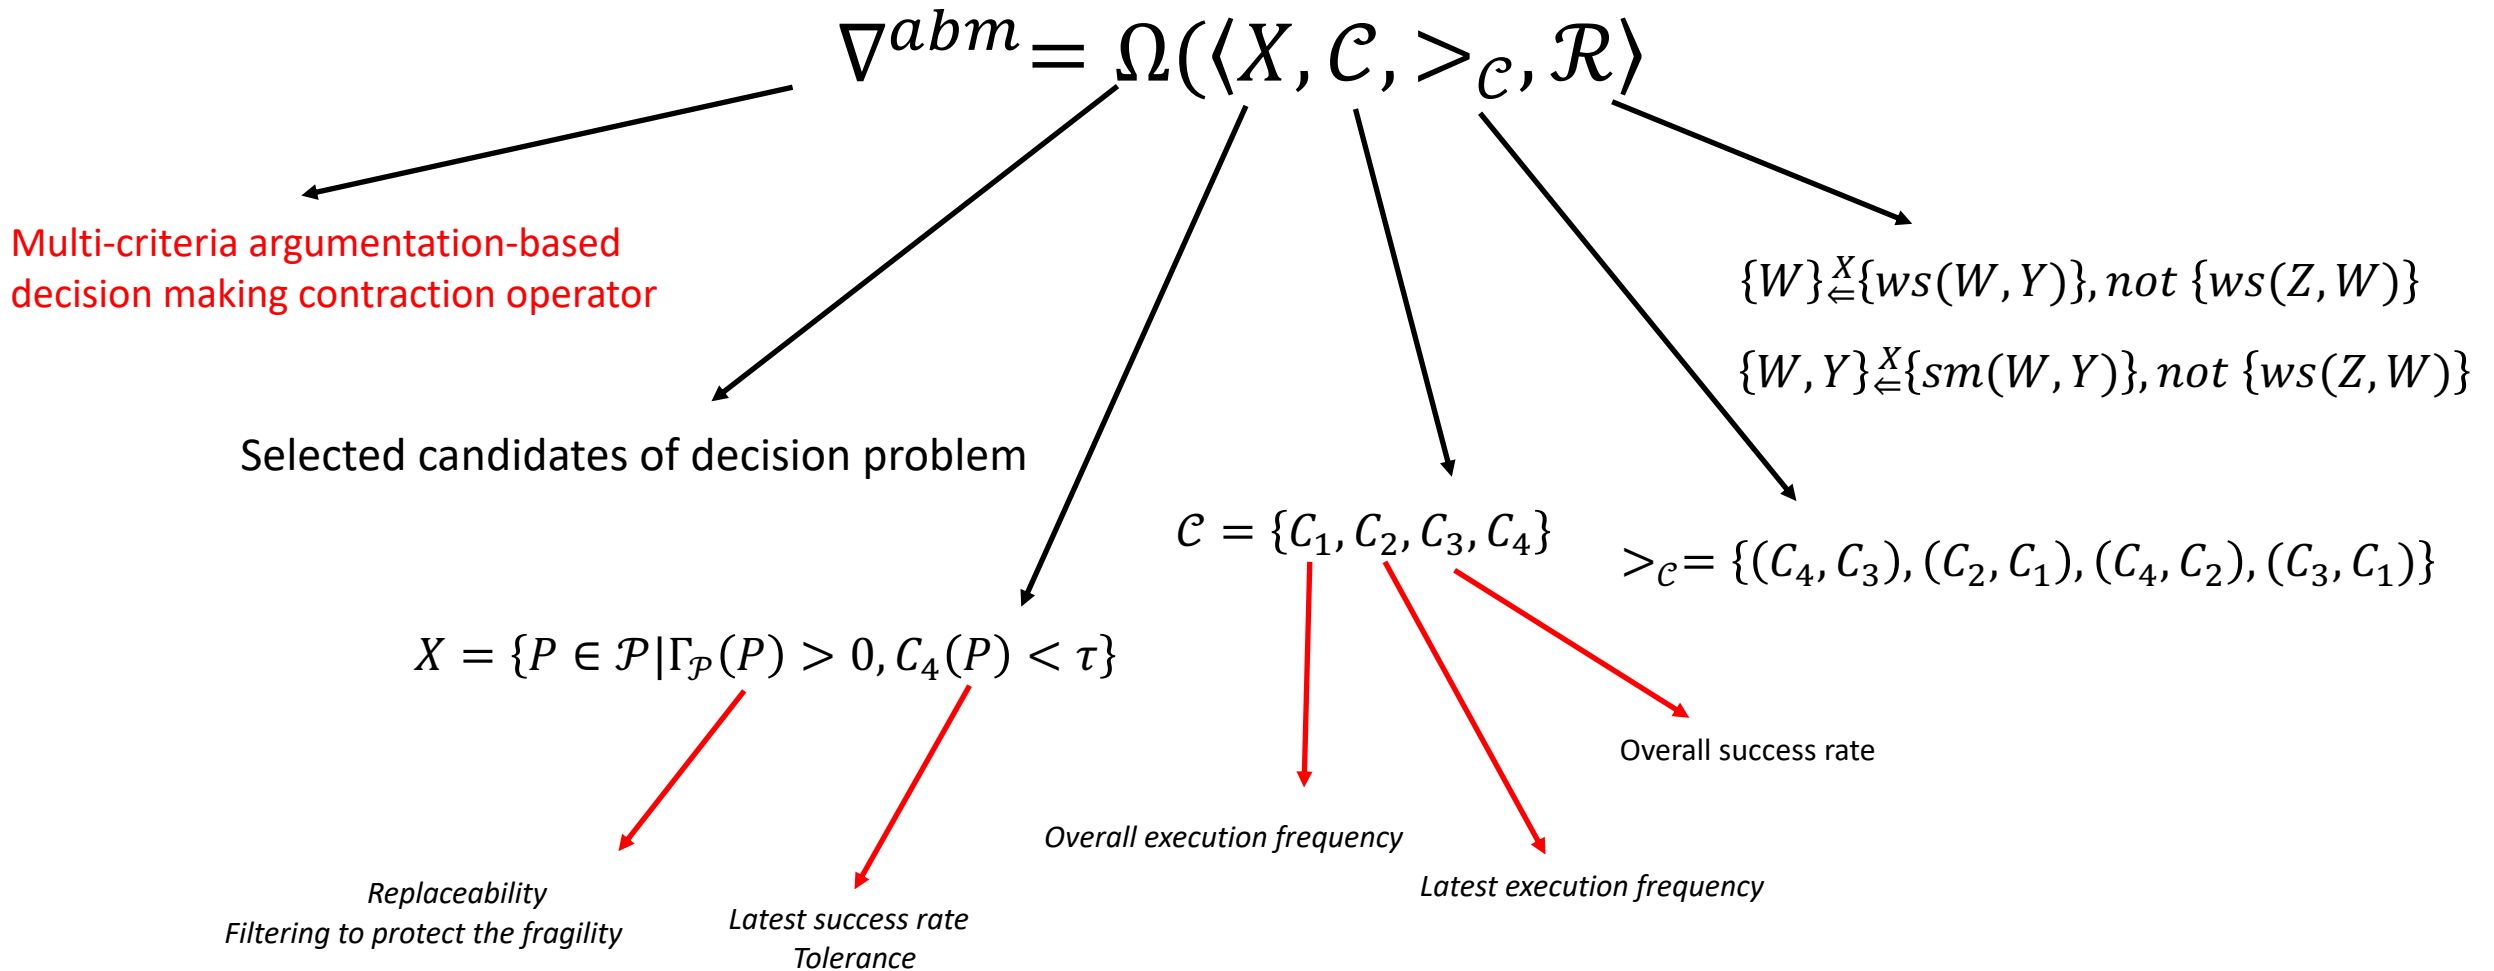 ∇^{abm} = Ω(⟨X, 𝒞, >_𝒞, ℛ⟩
Multi-criteria argumentation-based
decision making contraction operator
{W} \overset{X}{⇐} {ws(W, Y)}, not {ws(Z, W)}
{W, Y} \overset{X}{⇐} {sm(W, Y)}, not {ws(Z, W)}
Selected candidates of decision problem
𝒞 = {C₁, C₂, C₃, C₄}
>_𝒞 = {(C₄, C₃), (C₂, C₁), (C₄, C₂), (C₃, C₁)}
X = {P ∈ 𝒫|Γ_𝒫(P) > 0, C₄(P) < τ}
Overall success rate
Overall execution frequency
Latest execution frequency
Replaceability
Filtering to protect the fragility
Latest success rate
Tolerance